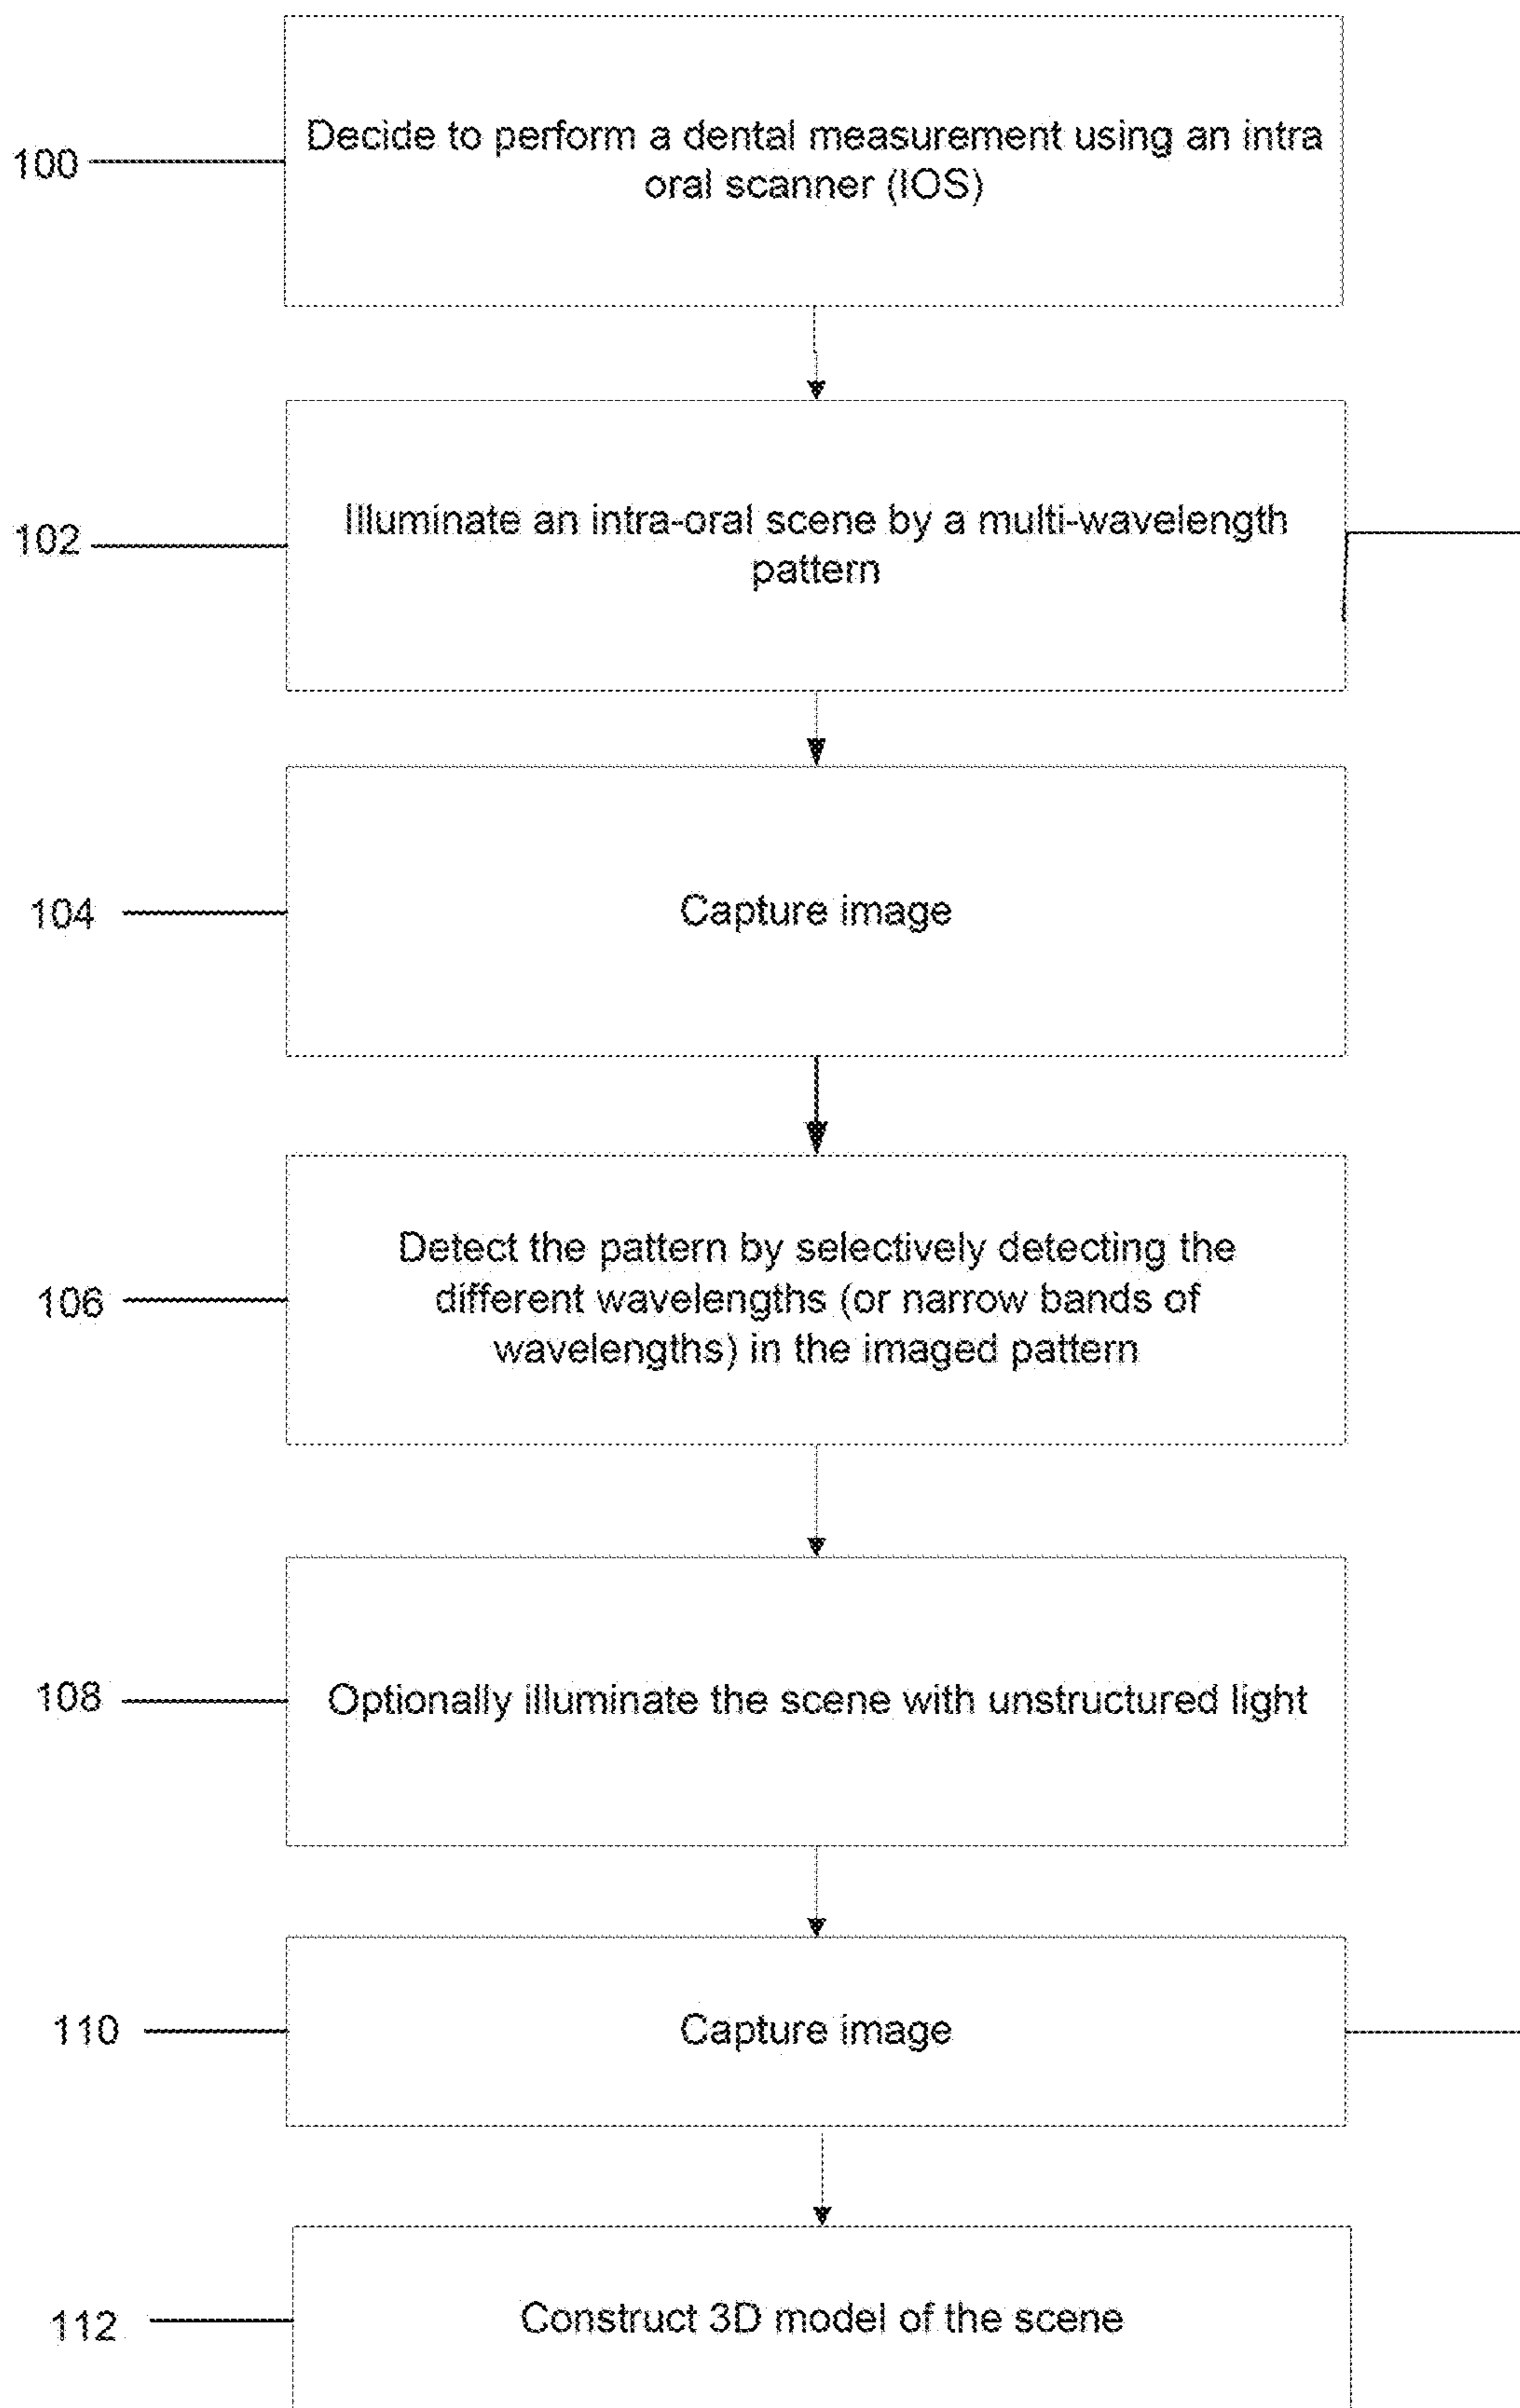 100
Decide to perform a dental measurement using an intra
oral scanner (IOS)
102
Illuminate an intra-oral scene by a multi-wavelength
pattern
104
Capture image
106
Detect the pattern by selectively detecting the
different wavelengths (or narrow bands of
wavelengths) in the imaged pattern
108
Optionally illuminate the scene with unstructured light
110
Capture image
112
Construct 3D model of the scene